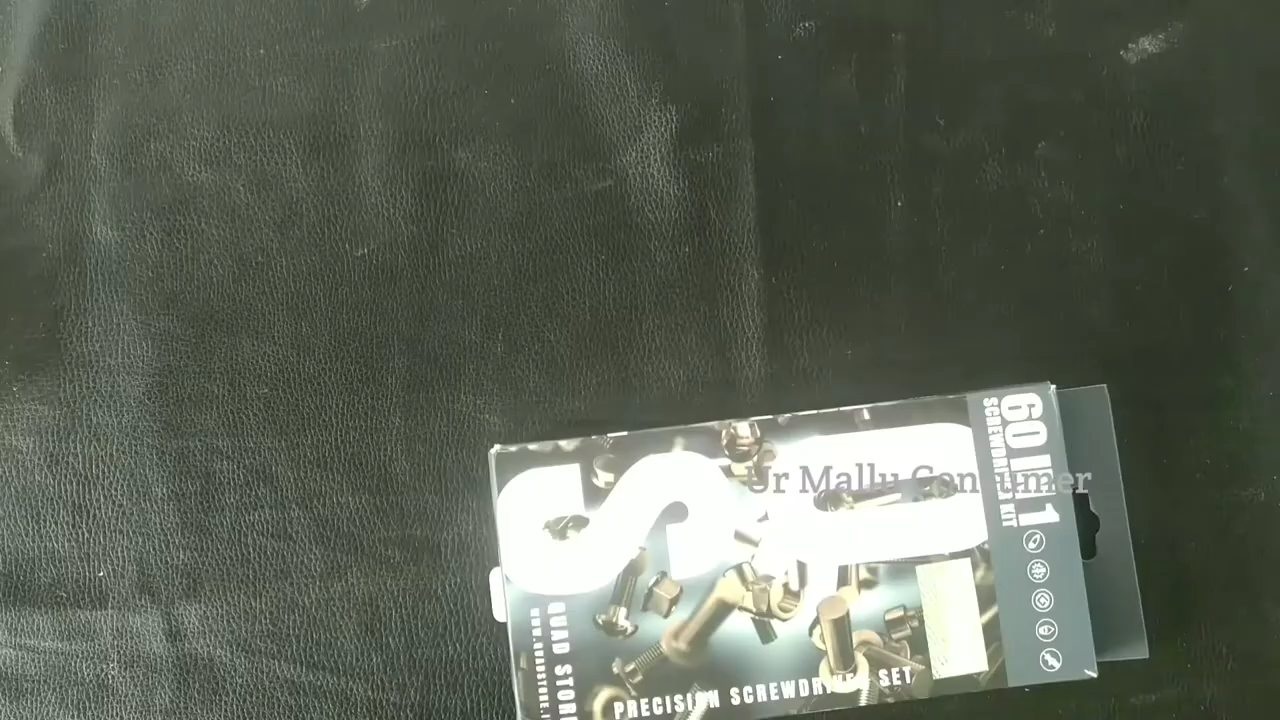 60 IN 1
SCREWDRIVER KIT
Ur Mallu Consumer
QUAD STORE
PRECISION SCREWDRIVER SET